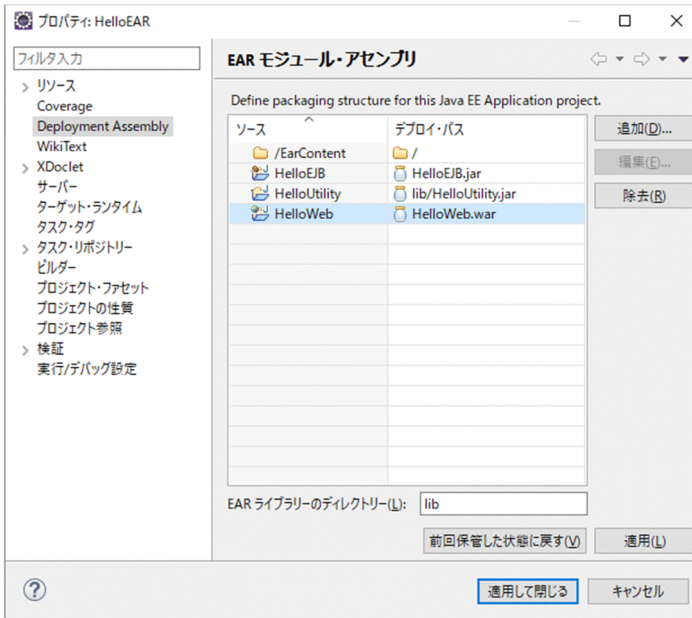 プロパティ: HelloEAR
フィルタ入力
リソース
Coverage
Deployment Assembly
WikiText
XDoclet
サーバー
ターゲット・ランタイム
タスク・タグ
タスク・リポジトリー
ビルダー
プロジェクト・ファセット
プロジェクトの性質
プロジェクト参照
検証
実行/デバッグ設定
EAR モジュール・アセンブリ
Define packaging structure for this Java EE Application project.
ソース デプロイ・パス
/EarContent /
HelloEJB HelloEJB.jar
HelloUtility lib/HelloUtility.jar
HelloWeb HelloWeb.war
追加(D)...
編集(E)...
除去(R)
EAR ライブラリーのディレクトリー(L): lib
前回保管した状態に戻す(V) 適用(L)
? 適用して閉じる キャンセル